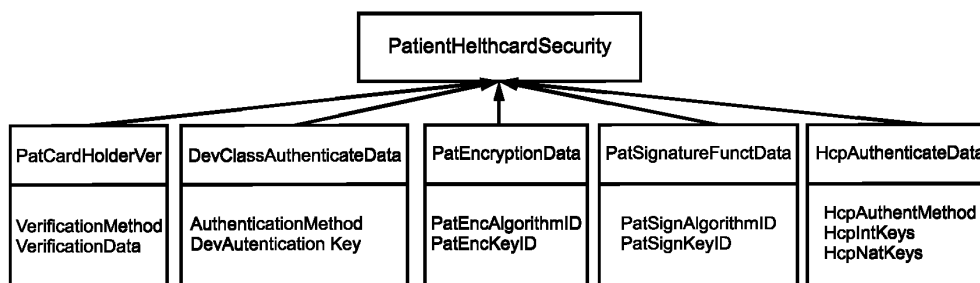 PatientHelthcardSecurity
PatCardHolderVer
DevClassAuthenticateData
PatEncryptionData
PatSignatureFunctData
HcpAuthenticateData
VerificationMethod
VerificationData
AuthenticationMethod
DevAutentication Key
PatEncAlgorithmID
PatEncKeyID
PatSignAlgorithmID
PatSignKeyID
HcpAuthentMethod
HcpIntKeys
HcpNatKeys